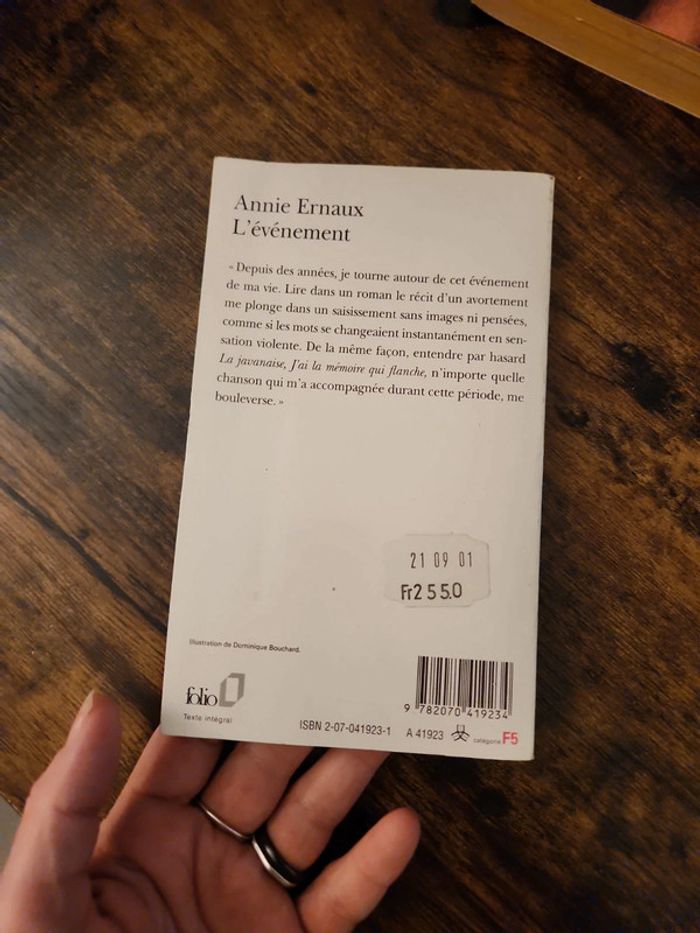 Annie Ernaux
L'événement
« Depuis des années, je tourne autour de cet événement
de ma vie. Lire dans un roman le récit d'un avortement
me plonge dans un saisissement sans images ni pensées,
comme si les mots se changeaient instantanément en sen-
sation violente. De la même façon, entendre par hasard
La javanaise, J'ai la mémoire qui flanche, n'importe quelle
chanson qui m'a accompagnée durant cette période, me
bouleverse. »
21 09 01
Fr2 5 5.0
Illustration de Dominique Bouchard.
folio
Texte intégral
9 782070 419234
ISBN 2-07-041923-1 A 41923 catégorie F5